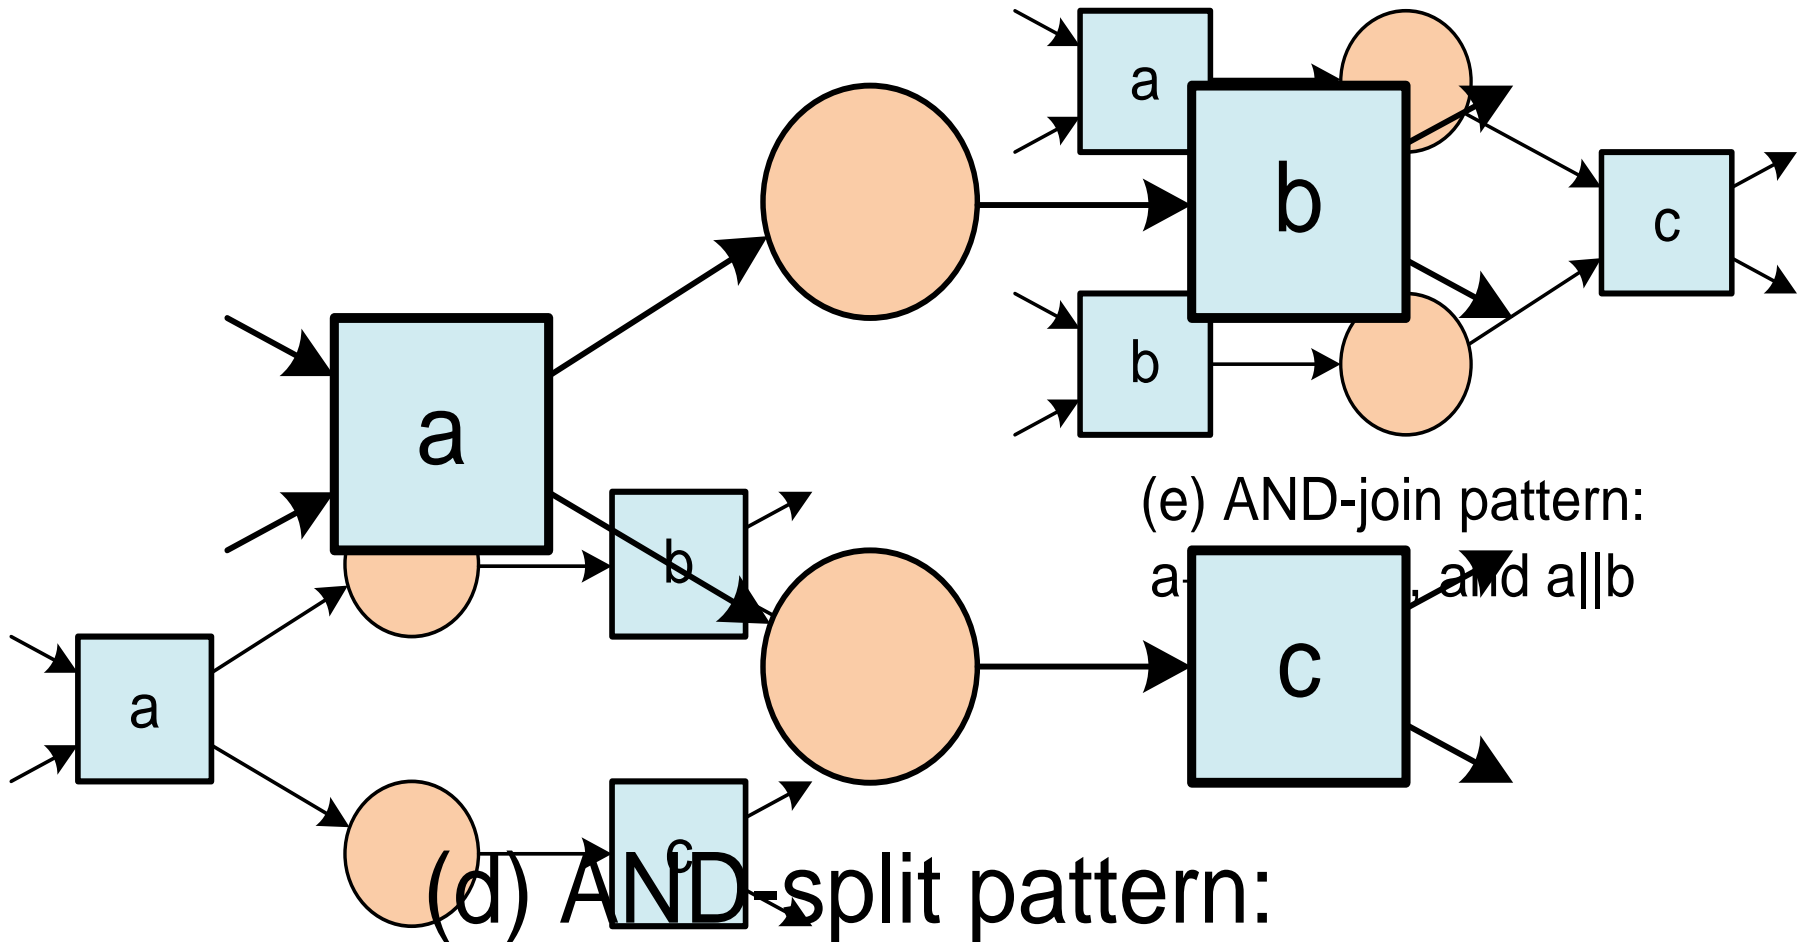 a
b
c
a
b
b
c
a
c
(e) AND-join pattern:
a , and a||b
(d) AND-split pattern: